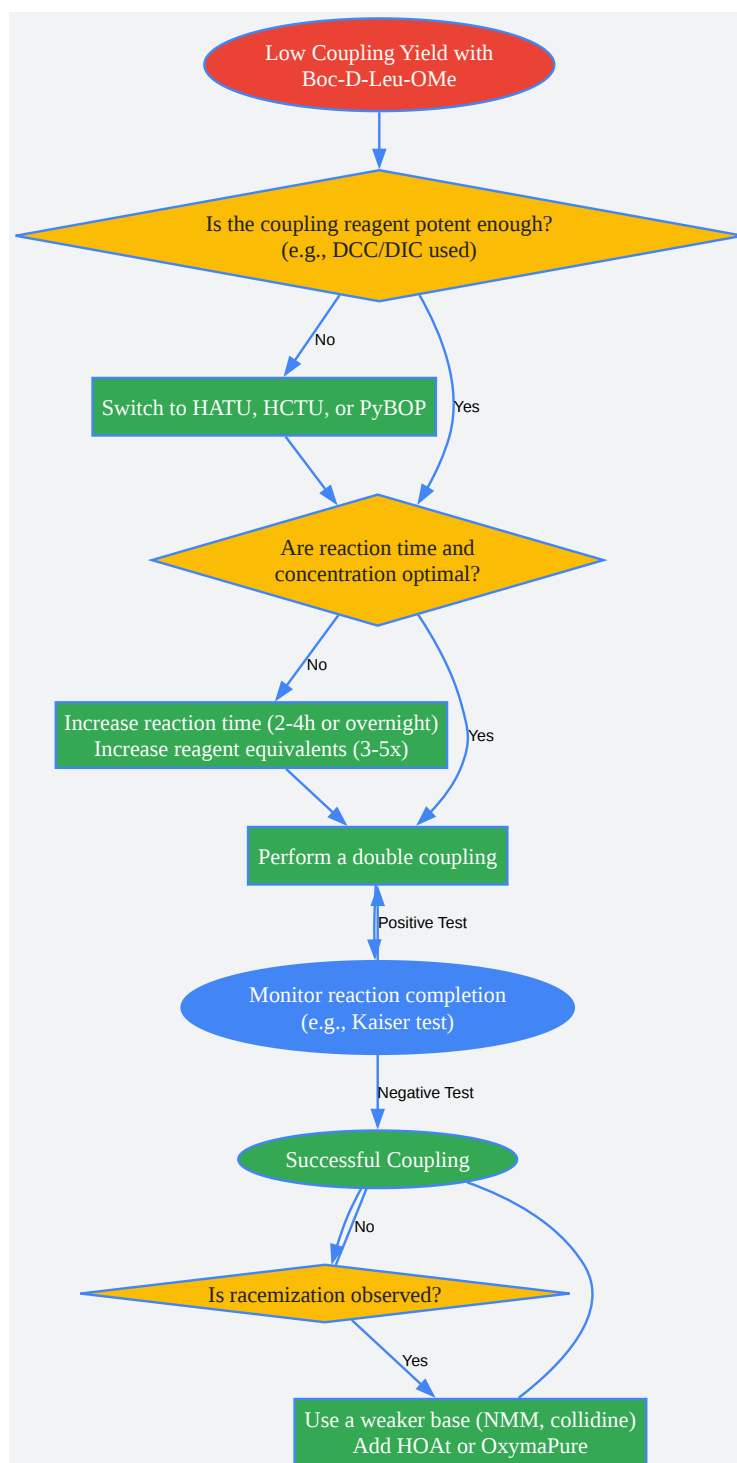 Low Coupling Yield with
Boc-D-Leu-OMe
Is the coupling reagent potent enough?
(e.g., DCC/DIC used)
No
Switch to HATU, HCTU, or PyBOP
Yes
Are reaction time and
concentration optimal?
No
Increase reaction time (2-4h or overnight)
Increase reagent equivalents (3-5x)
Yes
Perform a double coupling
Positive Test
Monitor reaction completion
(e.g., Kaiser test)
Negative Test
Successful Coupling
No
Is racemization observed?
Yes
Use a weaker base (NMM, collidine)
Add HOAt or OxymaPure